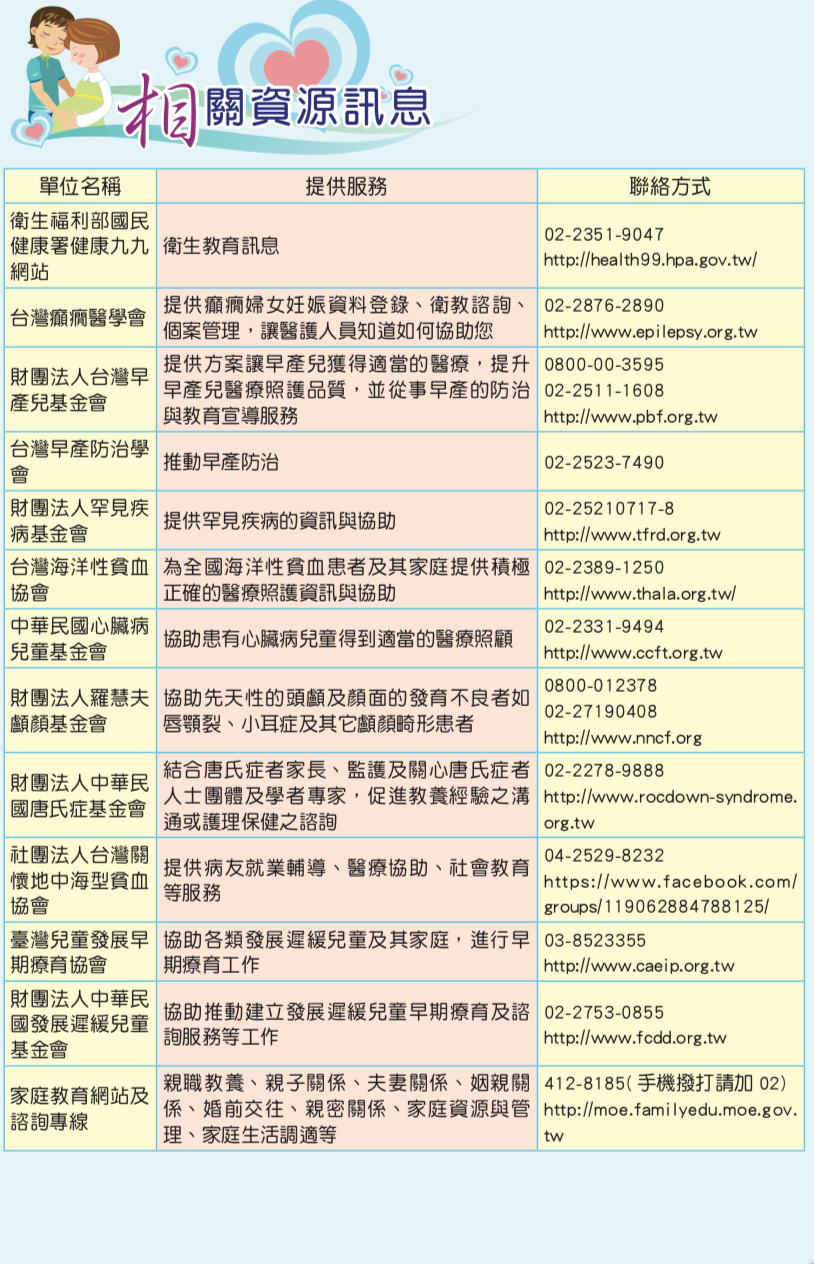 相關資源訊息
單位名稱 提供服務 聯絡方式
衛生福利部國民
健康署健康九九
網站
衛生教育訊息
02-2351-9047
http://health99.hpa.gov.tw/
台灣癲癇醫學會
提供癲癇婦女妊娠資料登錄、衛教諮詢、
個案管理，讓醫護人員知道如何協助您
02-2876-2890
http://www.epilepsy.org.tw
財團法人台灣早
產兒基金會
提供方案讓早產兒獲得適當的醫療，提升
早產兒醫療照護品質，並從事早產的防治
與教育宣導服務
0800-00-3595
02-2511-1608
http://www.pbf.org.tw
台灣早產防治學
會
推動早產防治
02-2523-7490
財團法人罕見疾
病基金會
提供罕見疾病的資訊與協助
02-25210717-8
http://www.tfrd.org.tw
台灣海洋性貧血
協會
為全國海洋性貧血患者及其家庭提供積極
正確的醫療照護資訊與協助
02-2389-1250
http://www.thala.org.tw/
中華民國心臟病
兒童基金會
協助患有心臟病兒童得到適當的醫療照顧
02-2331-9494
http://www.ccft.org.tw
財團法人羅慧夫
顱顏基金會
協助先天性的頭顱及顏面的發育不良者如
唇顎裂、小耳症及其它顱顏畸形患者
0800-012378
02-27190408
http://www.nncf.org
財團法人中華民
國唐氏症基金會
結合唐氏症者家長、監護及關心唐氏症者
人士團體及學者專家，促進教養經驗之溝
通或護理保健之諮詢
02-2278-9888
http://www.rocdown-syndrome.
org.tw
社團法人台灣關
懷地中海型貧血
協會
提供病友就業輔導、醫療協助、社會教育
等服務
04-2529-8232
https://www.facebook.com/
groups/119062884788125/
臺灣兒童發展早
期療育協會
協助各類發展遲緩兒童及其家庭，進行早
期療育工作
03-8523355
http://www.caeip.org.tw
財團法人中華民
國發展遲緩兒童
基金會
協助推動建立發展遲緩兒童早期療育及諮
詢服務等工作
02-2753-0855
http://www.fcdd.org.tw
家庭教育網站及
諮詢專線
親職教養、親子關係、夫妻關係、姻親關
係、婚前交往、親密關係、家庭資源與管
理、家庭生活調適等
412-8185( 手機撥打請加 02)
http://moe.familyedu.moe.gov.
tw